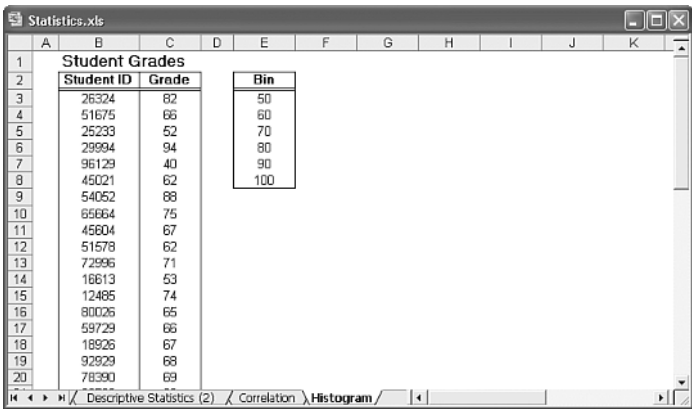 Statistics.xls
A B C D E F G H I J K
1 Student Grades
2 Student ID Grade Bin
3 26324 82 50
4 51675 66 60
5 25233 52 70
6 29994 94 80
7 96129 40 90
8 45021 62 100
9 54052 88
10 65664 75
11 45604 67
12 51578 62
13 72996 71
14 16613 53
15 12485 74
16 80026 65
17 59729 66
18 18926 67
19 92929 68
20 78390 69
Descriptive Statistics (2) Correlation Histogram